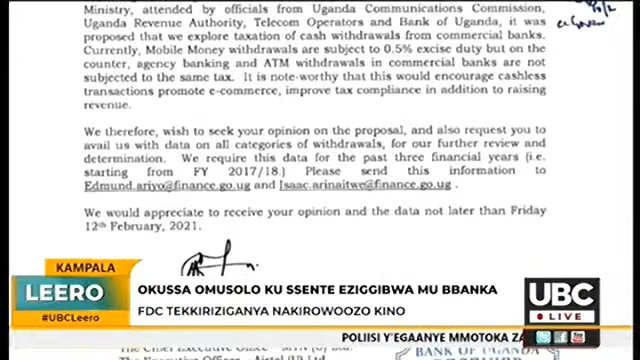 Ministry, attended by officials from Uganda Communications Commission,
Uganda Revenue Authority, Telecom Operators and Bank of Uganda, it was
proposed that we explore taxation of cash withdrawals from commercial banks.
Currently, Mobile Money withdrawals are subject to 0.5% excise duty but on
the counter, agency banking and ATM withdrawals in commercial banks are not
subjected to the same tax. It is note-worthy that this would encourage cashless
transactions promote e-commerce, improve tax compliance in addition to raising
revenue.
We therefore, wish to seek your opinion on the proposal, and also request you to
avail us with data on all categories of withdrawals, for our further review and
determination. We require this data for the past three financial years (i.e.
starting from FY 2017/18.) Please send this information to
Edmund.ariyo@finance.go.ug and Isaac.arinaitwe@finance.go.ug .
We would appreciate to receive your opinion and the data not later than Friday
12th February, 2021.
KAMPALA
LEERO
#UBCLeero
OKUSSA OMUSOLO KU SSENTE EZIGGIBWA MU BBANKA
FDC TEKKIRIZIGANYA NAKIROWOOZO KINO
UBC
LIVE
POLIISI Y'EGAANYE MMOTOKA ZA
The Chief Executive Office - MTN (U) Ltd.
BANK OF UGANDA